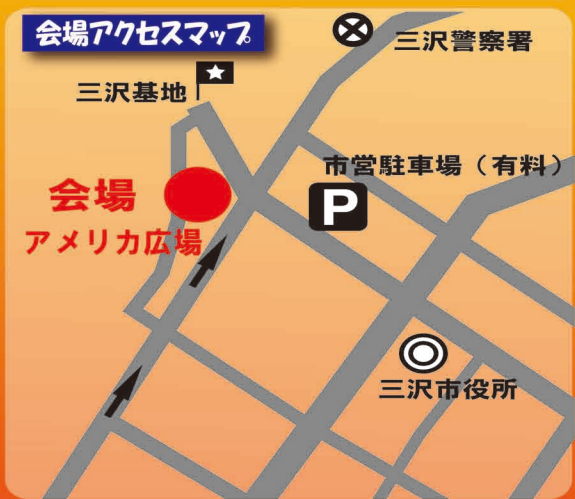 会場アクセスマップ
三沢警察署
三沢基地
市営駐車場（有料）
P
会場
アメリカ広場
三沢市役所